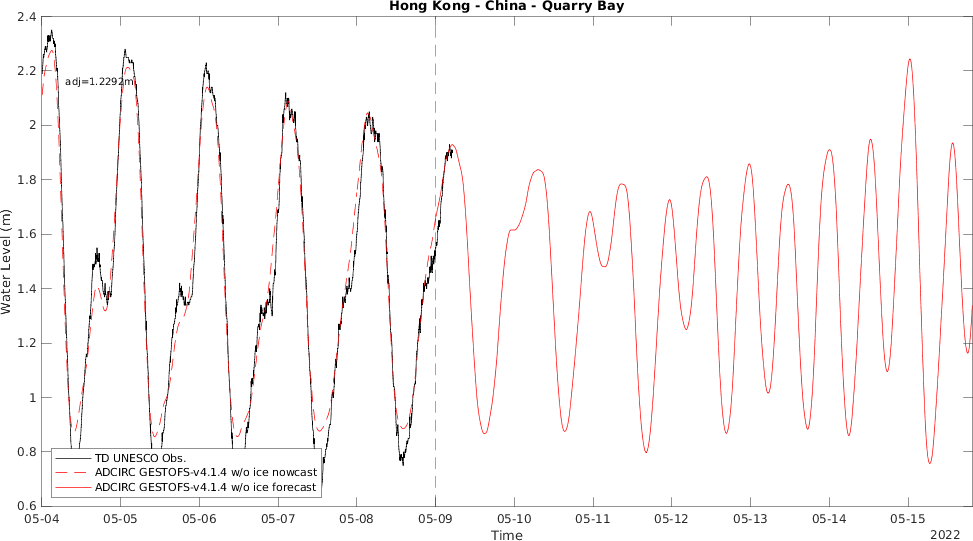 Hong Kong - China - Quarry Bay
Water Level (m)
2.4
2.2
2
1.8
1.6
1.4
1.2
1
0.8
0.6
adj=1.2292m
TD UNESCO Obs.
ADCIRC GESTOFS-v4.1.4 w/o ice nowcast
ADCIRC GESTOFS-v4.1.4 w/o ice forecast
05-04 05-05 05-06 05-07 05-08 05-09 05-10 05-11 05-12 05-13 05-14 05-15
Time
2022